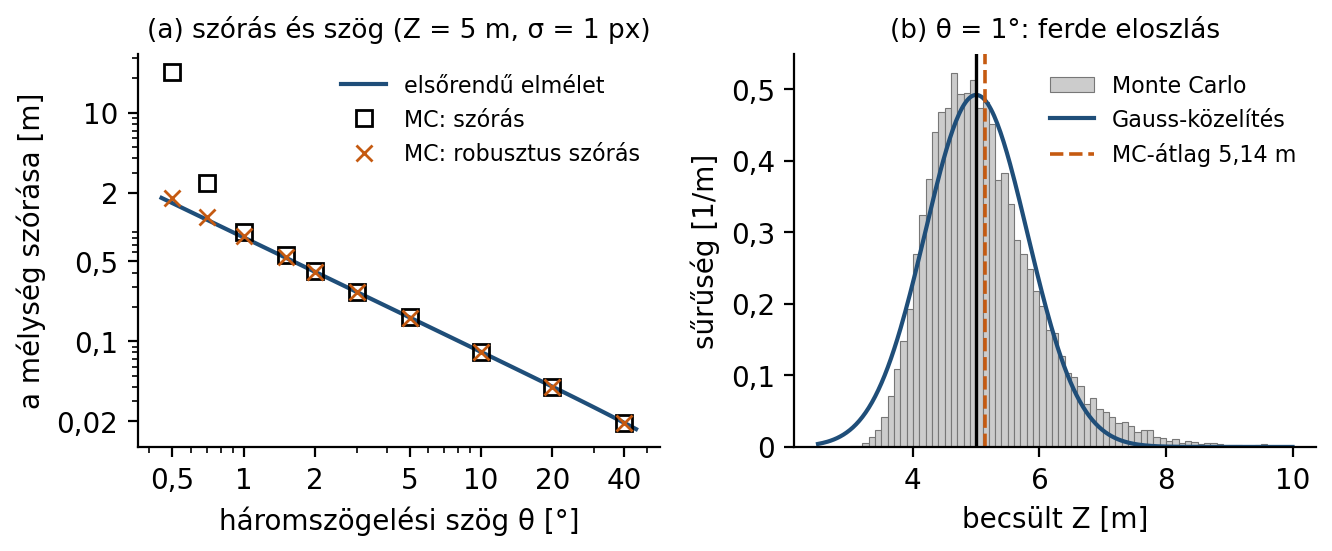 (a) szórás és szög (Z = 5 m, σ = 1 px)
elsőrendű elmélet
MC: szórás
MC: robusztus szórás
a mélység szórása [m]
10
2
0,5
0,1
0,02
0,5 1 2 5 10 20 40
háromszögelési szög θ [°]
(b) θ = 1°: ferde eloszlás
Monte Carlo
Gauss-közelítés
MC-átlag 5,14 m
sűrűség [1/m]
0,5
0,4
0,3
0,2
0,1
0
4 6 8 10
becsült Z [m]